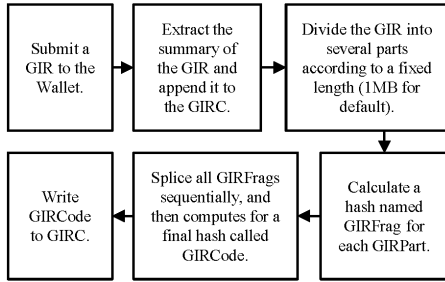 Submit a
GIR to the
Wallet.
Extract the
summary of
the GIR and
append it to
the GIRC.
Divide the GIR into
several parts
according to a fixed
length (1MB for
default).
Calculate a
hash named
GIRFrag for
each GIRPart.
Splice all GIRFrags
sequentially, and
then computes for a
final hash called
GIRCode.
Write
GIRCode
to GIRC.